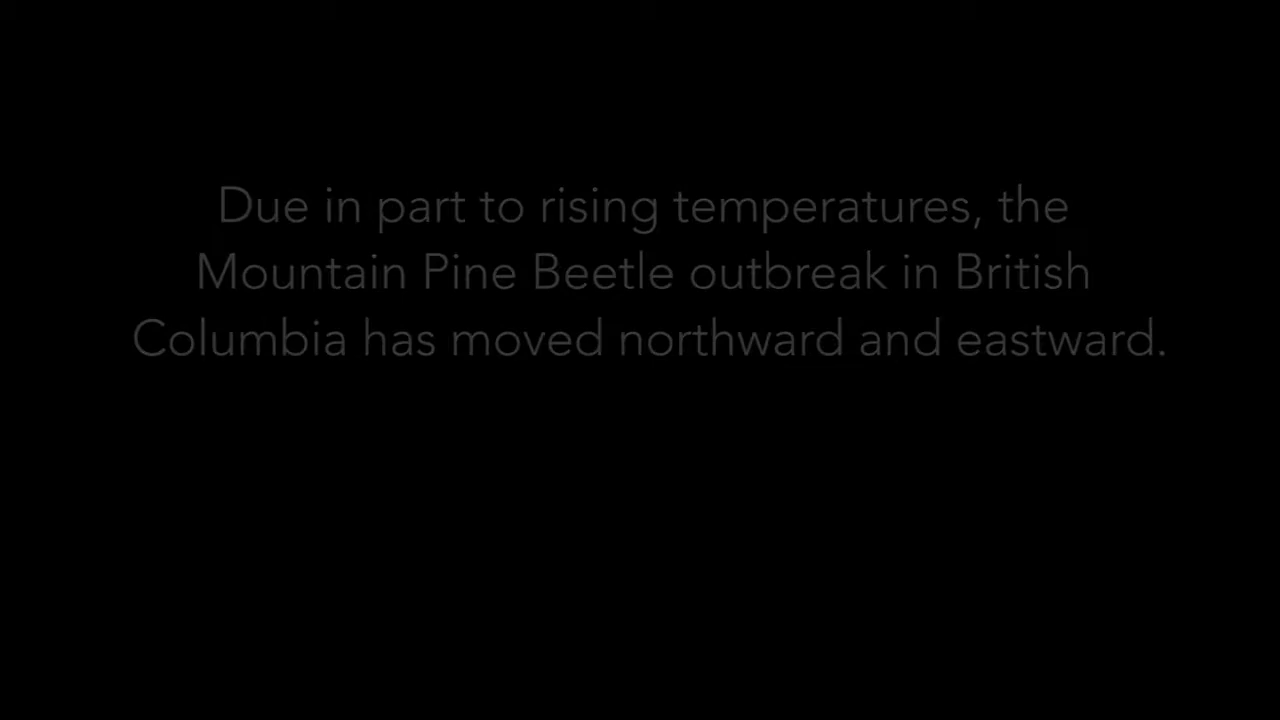 Due in part to rising temperatures, the
Mountain Pine Beetle outbreak in British
Columbia has moved northward and eastward.